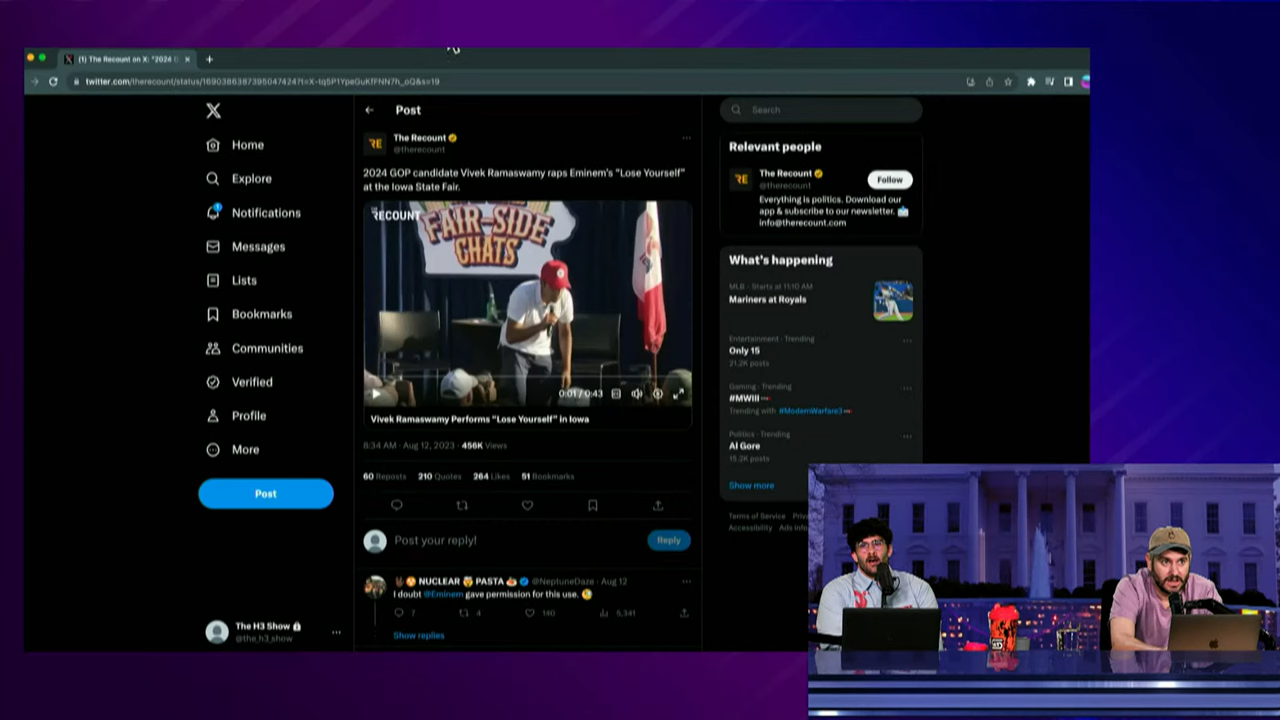 (1) The Recount on X: "2024
twitter.com/therecount/status/
X
Home
Explore
Notifications
Messages
Lists
Bookmarks
Communities
Verified
Profile
More
Post
The H3 Show
@the_h3_show
Post
RE
The Recount
@therecount
2024 GOP candidate Vivek Ramaswamy raps Eminem's "Lose Yourself"
at the Iowa State Fair.
RECOUNT
FAIR-SIDE
CHATS
0:01 / 0:43
Vivek Ramaswamy Performs "Lose Yourself" in Iowa
8:34 AM · Aug 12, 2023 · 456K Views
60 Reposts 210 Quotes 264 Likes 51 Bookmarks
Post your reply!
Reply
NUCLEAR PASTA @NeptuneDare · Aug 12
I doubt @Eminem gave permission for this use.
7 4 140 5,341
Show replies
Search
Relevant people
RE
The Recount
@therecount
Follow
Everything is politics. Download our
app & subscribe to our newsletter.
info@therecount.com
What's happening
MLB · Starts at 11:10 AM
Mariners at Royals
Entertainment · Trending
Only 15
21.2K posts
Gaming · Trending
#MWIII
Trending with #ModernWarfare3
Politics · Trending
Al Gore
15.2K posts
Show more
Terms of Service
Accessibility Ads info